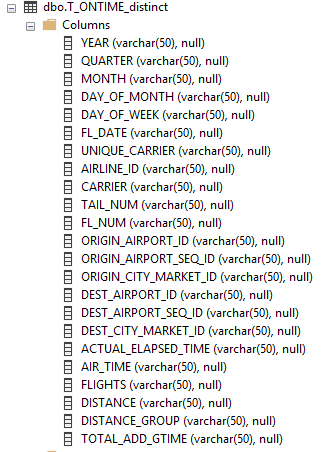 dbo.T_ONTIME_distinct
Columns
YEAR (varchar(50), null)
QUARTER (varchar(50), null)
MONTH (varchar(50), null)
DAY_OF_MONTH (varchar(50), null)
DAY_OF_WEEK (varchar(50), null)
FL_DATE (varchar(50), null)
UNIQUE_CARRIER (varchar(50), null)
AIRLINE_ID (varchar(50), null)
CARRIER (varchar(50), null)
TAIL_NUM (varchar(50), null)
FL_NUM (varchar(50), null)
ORIGIN_AIRPORT_ID (varchar(50), null)
ORIGIN_AIRPORT_SEQ_ID (varchar(50), null)
ORIGIN_CITY_MARKET_ID (varchar(50), null)
DEST_AIRPORT_ID (varchar(50), null)
DEST_AIRPORT_SEQ_ID (varchar(50), null)
DEST_CITY_MARKET_ID (varchar(50), null)
ACTUAL_ELAPSED_TIME (varchar(50), null)
AIR_TIME (varchar(50), null)
FLIGHTS (varchar(50), null)
DISTANCE (varchar(50), null)
DISTANCE_GROUP (varchar(50), null)
TOTAL_ADD_GTIME (varchar(50), null)